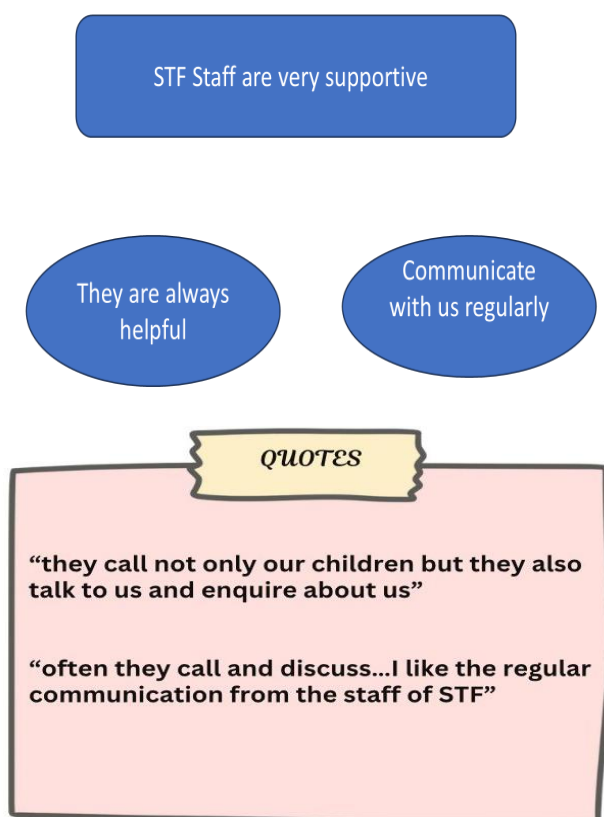 STF Staff are very supportive
They are always
helpful
Communicate
with us regularly
QUOTES
“they call not only our children but they also
talk to us and enquire about us”
“often they call and discuss...I like the regular
communication from the staff of STF”